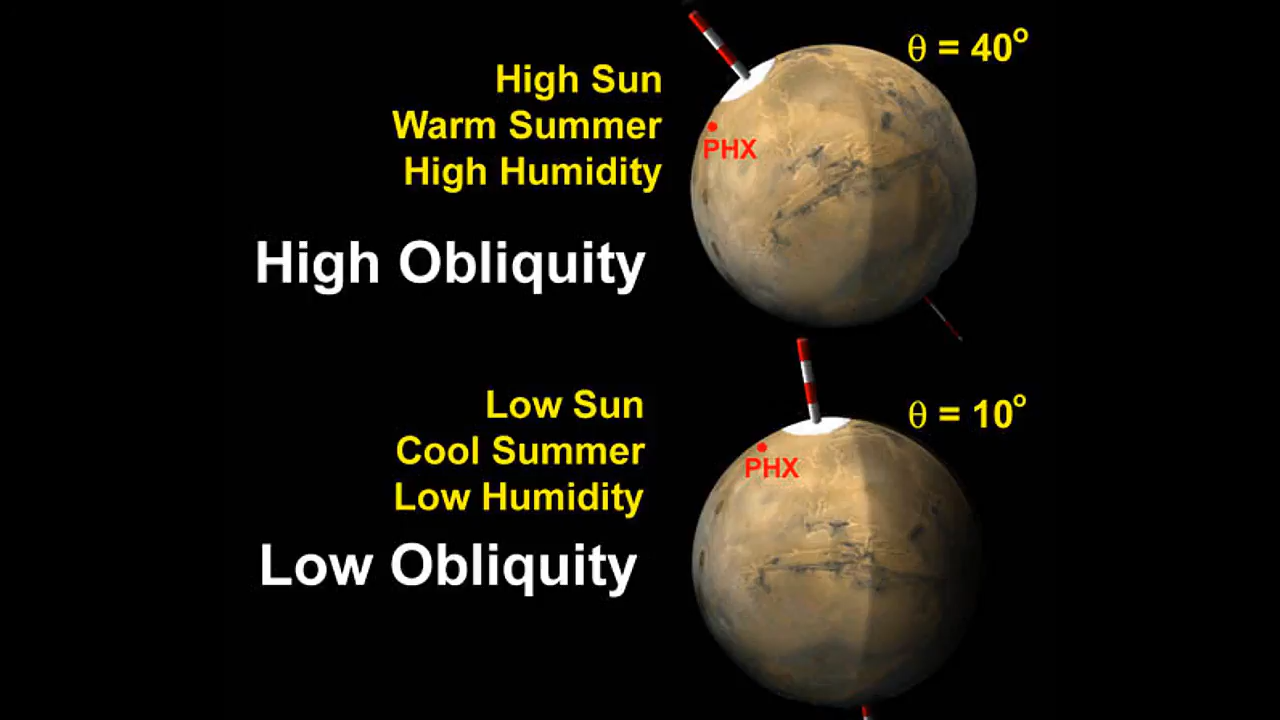 θ = 40°
High Sun
Warm Summer
High Humidity
PHX
High Obliquity
θ = 10°
Low Sun
Cool Summer
Low Humidity
PHX
Low Obliquity